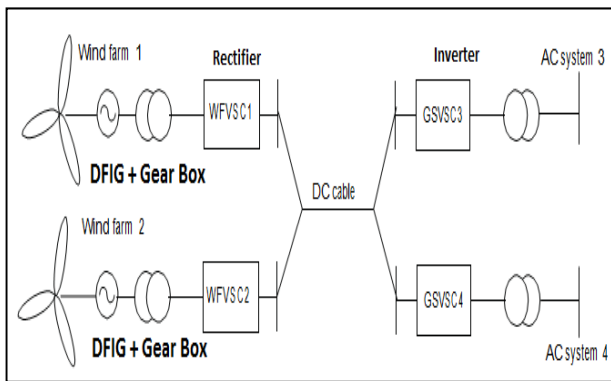 Wind farm 1
Rectifier
Inverter
AC system 3
WFVSC1
GSVSC3
DFIG + Gear Box
DC cable
Wind farm 2
WFVSC2
GSVSC4
DFIG + Gear Box
AC system 4